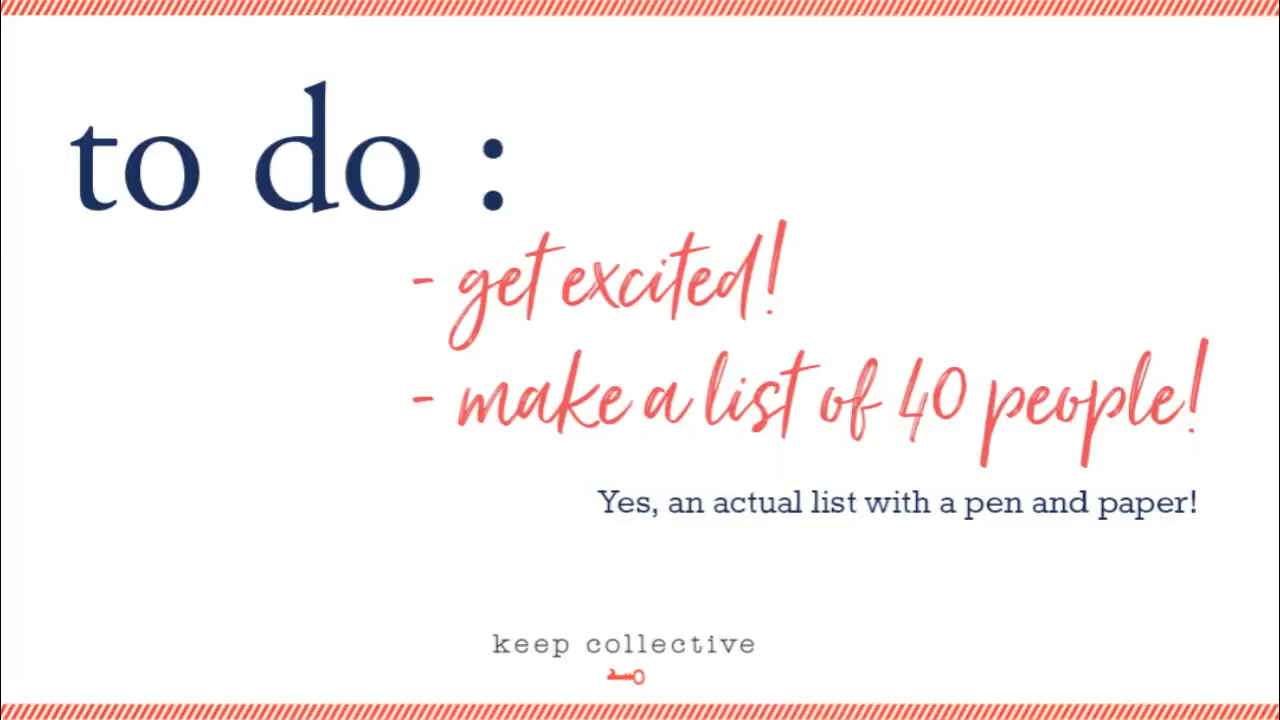 to do :
- get excited!
- make a list of 40 people!
Yes, an actual list with a pen and paper!
keep collective